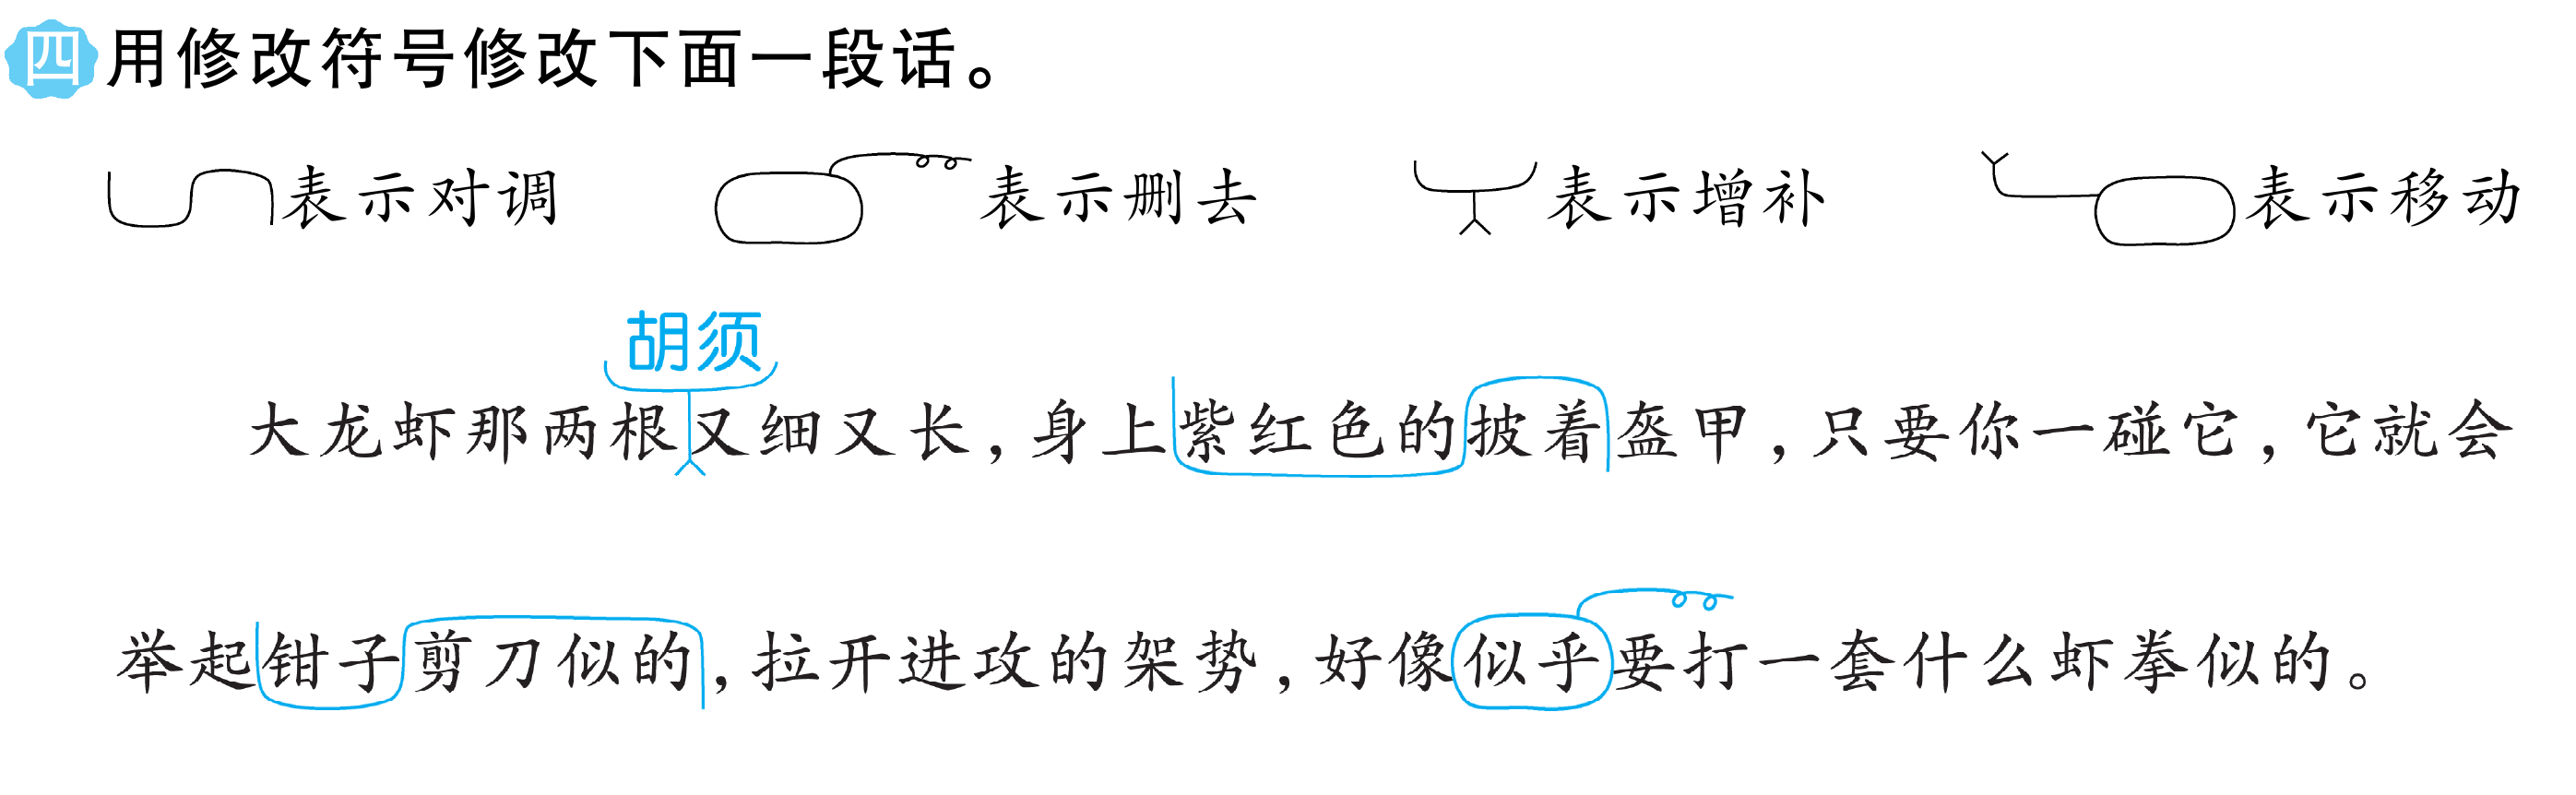 四 用修改符号修改下面一段话。
表示对调 表示删去 表示增补 表示移动
胡须
大龙虾那两根又细又长，身上紫红色的披着盔甲，只要你一碰它，它就会
举起钳子剪刀似的，拉开进攻的架势，好像似乎要打一套什么虾拳似的。